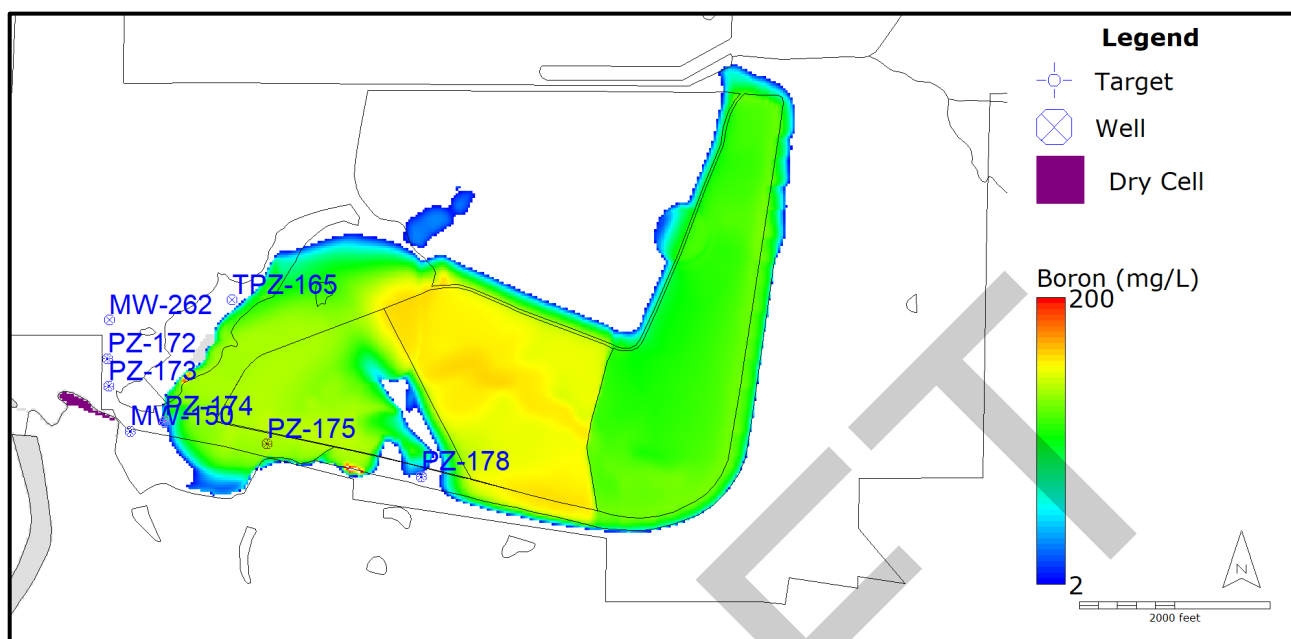 Legend
Target
Well
Dry Cell
Boron (mg/L)
200
2
TPZ-165
MW-262
PZ-172
PZ-173
PZ-174
MW-150
PZ-175
PZ-178
N
2000 feet